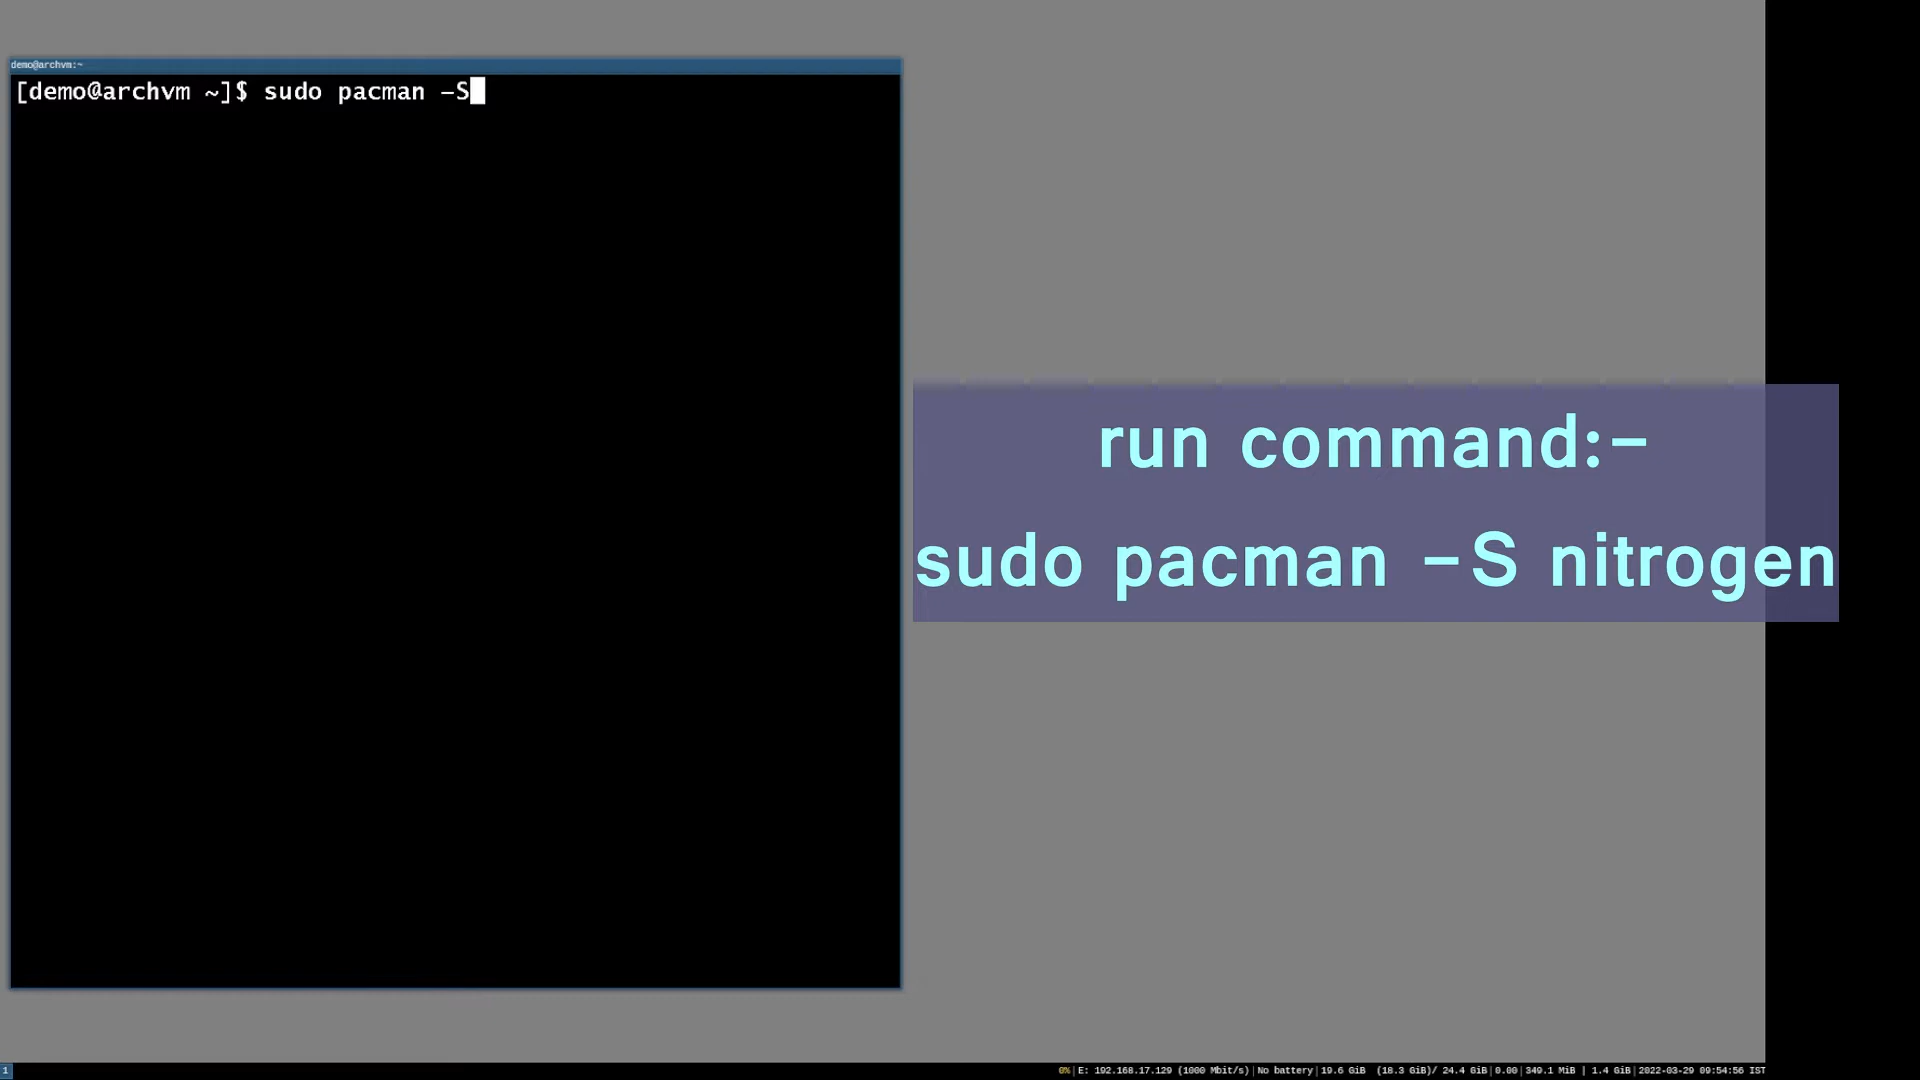 demo@archvm:~
[demo@archvm ~]$ sudo pacman -S
run command:-
sudo pacman -S nitrogen
1
0%|E: 192.168.17.129 (1000 Mbit/s)|No battery|19.6 GiB (18.3 GiB)/ 24.4 GiB|0.00|349.1 MiB | 1.4 GiB|2022-03-29 09:54:56 IST